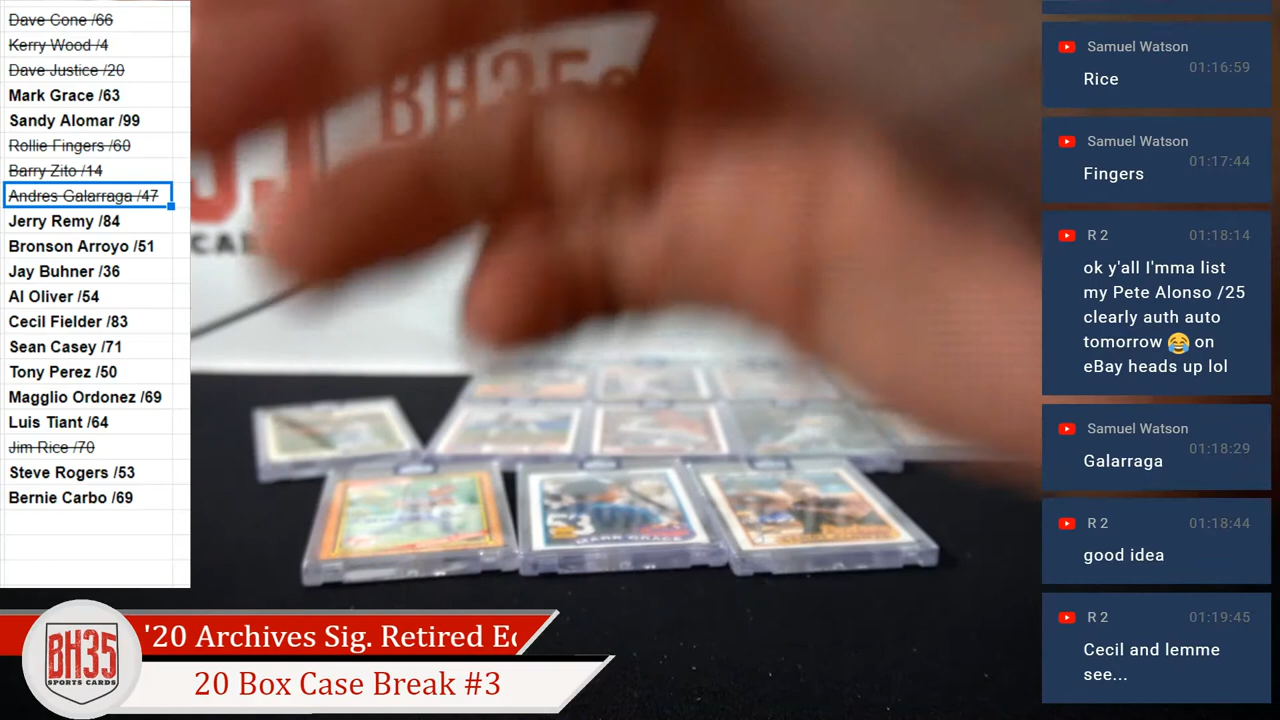 Dave Cone /66
Kerry Wood /4
Dave Justice /20
Mark Grace /63
Sandy Alomar /99
Rollie Fingers /60
Barry Zito /14
Andres Galarraga /47
Jerry Remy /84
Bronson Arroyo /51
Jay Buhner /36
Al Oliver /54
Cecil Fielder /83
Sean Casey /71
Tony Perez /50
Magglio Ordonez /69
Luis Tiant /64
Jim Rice /70
Steve Rogers /53
Bernie Carbo /69
BH35
MARK GRACE
Samuel Watson
01:16:59
Rice
Samuel Watson
01:17:44
Fingers
R 2
01:18:14
ok y'all I'mma list
my Pete Alonso /25
clearly auth auto
tomorrow 😂 on
eBay heads up lol
Samuel Watson
01:18:29
Galarraga
R 2
01:18:44
good idea
R 2
01:19:45
Cecil and lemme
see...
BH35
SPORTS CARDS
'20 Archives Sig. Retired Ed
20 Box Case Break #3